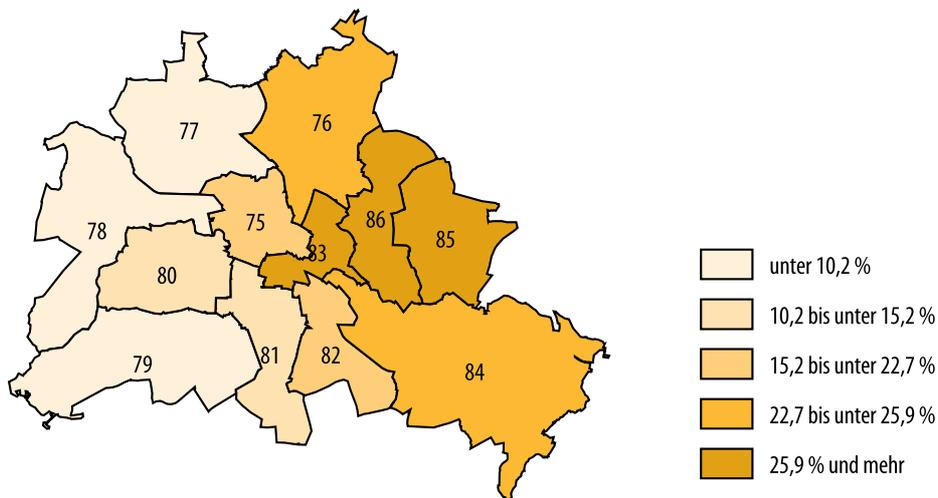 77
76
75
86
78
83
85
80
79
81
82
84
unter 10,2 %
10,2 bis unter 15,2 %
15,2 bis unter 22,7 %
22,7 bis unter 25,9 %
25,9 % und mehr